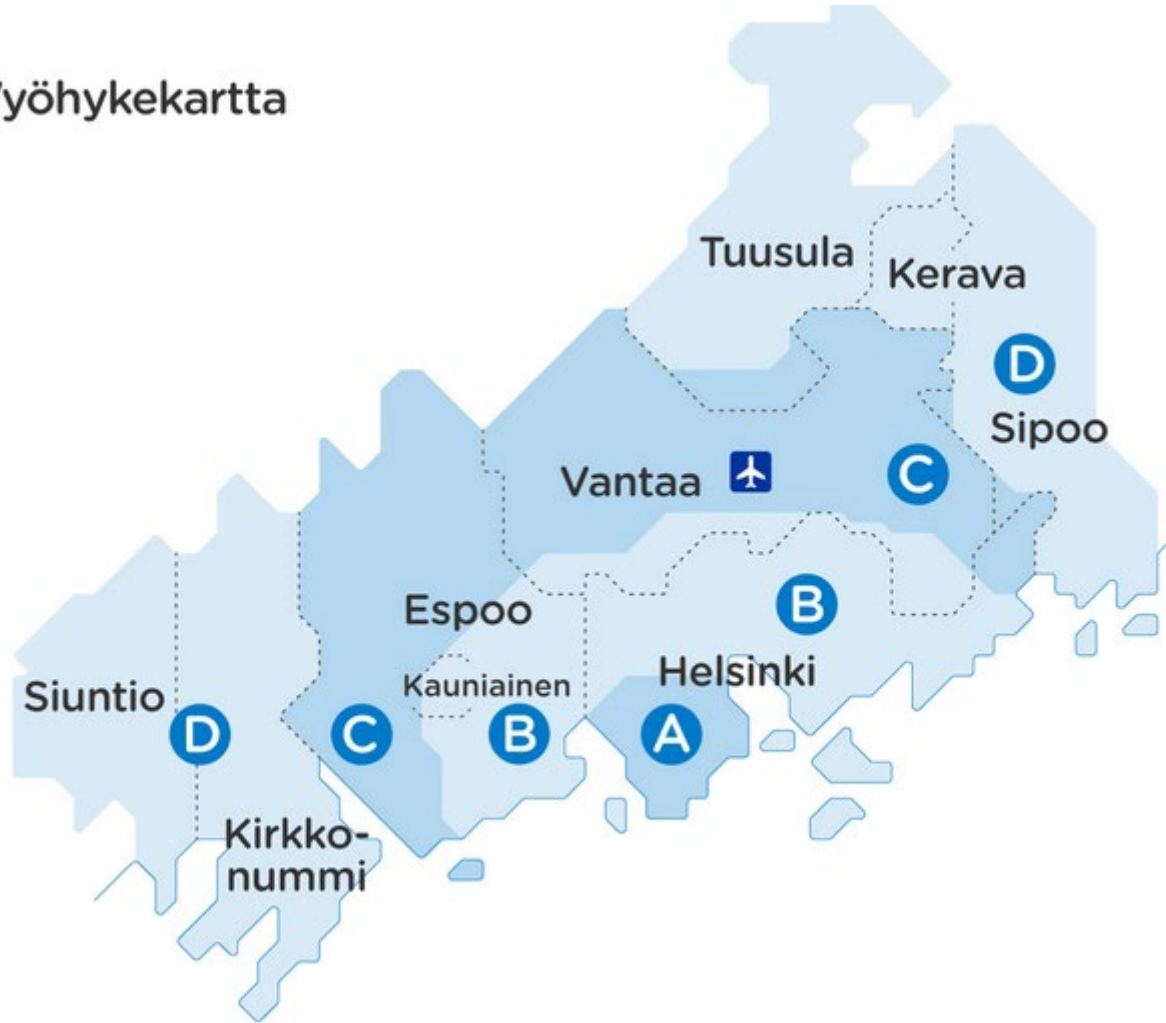 yöhykekartta
Tuusula
Kerava
D
Sipoo
Vantaa
C
Espoo
B
Helsinki
Kauniainen
Siuntio
D
C
B
A
Kirkko-
nummi